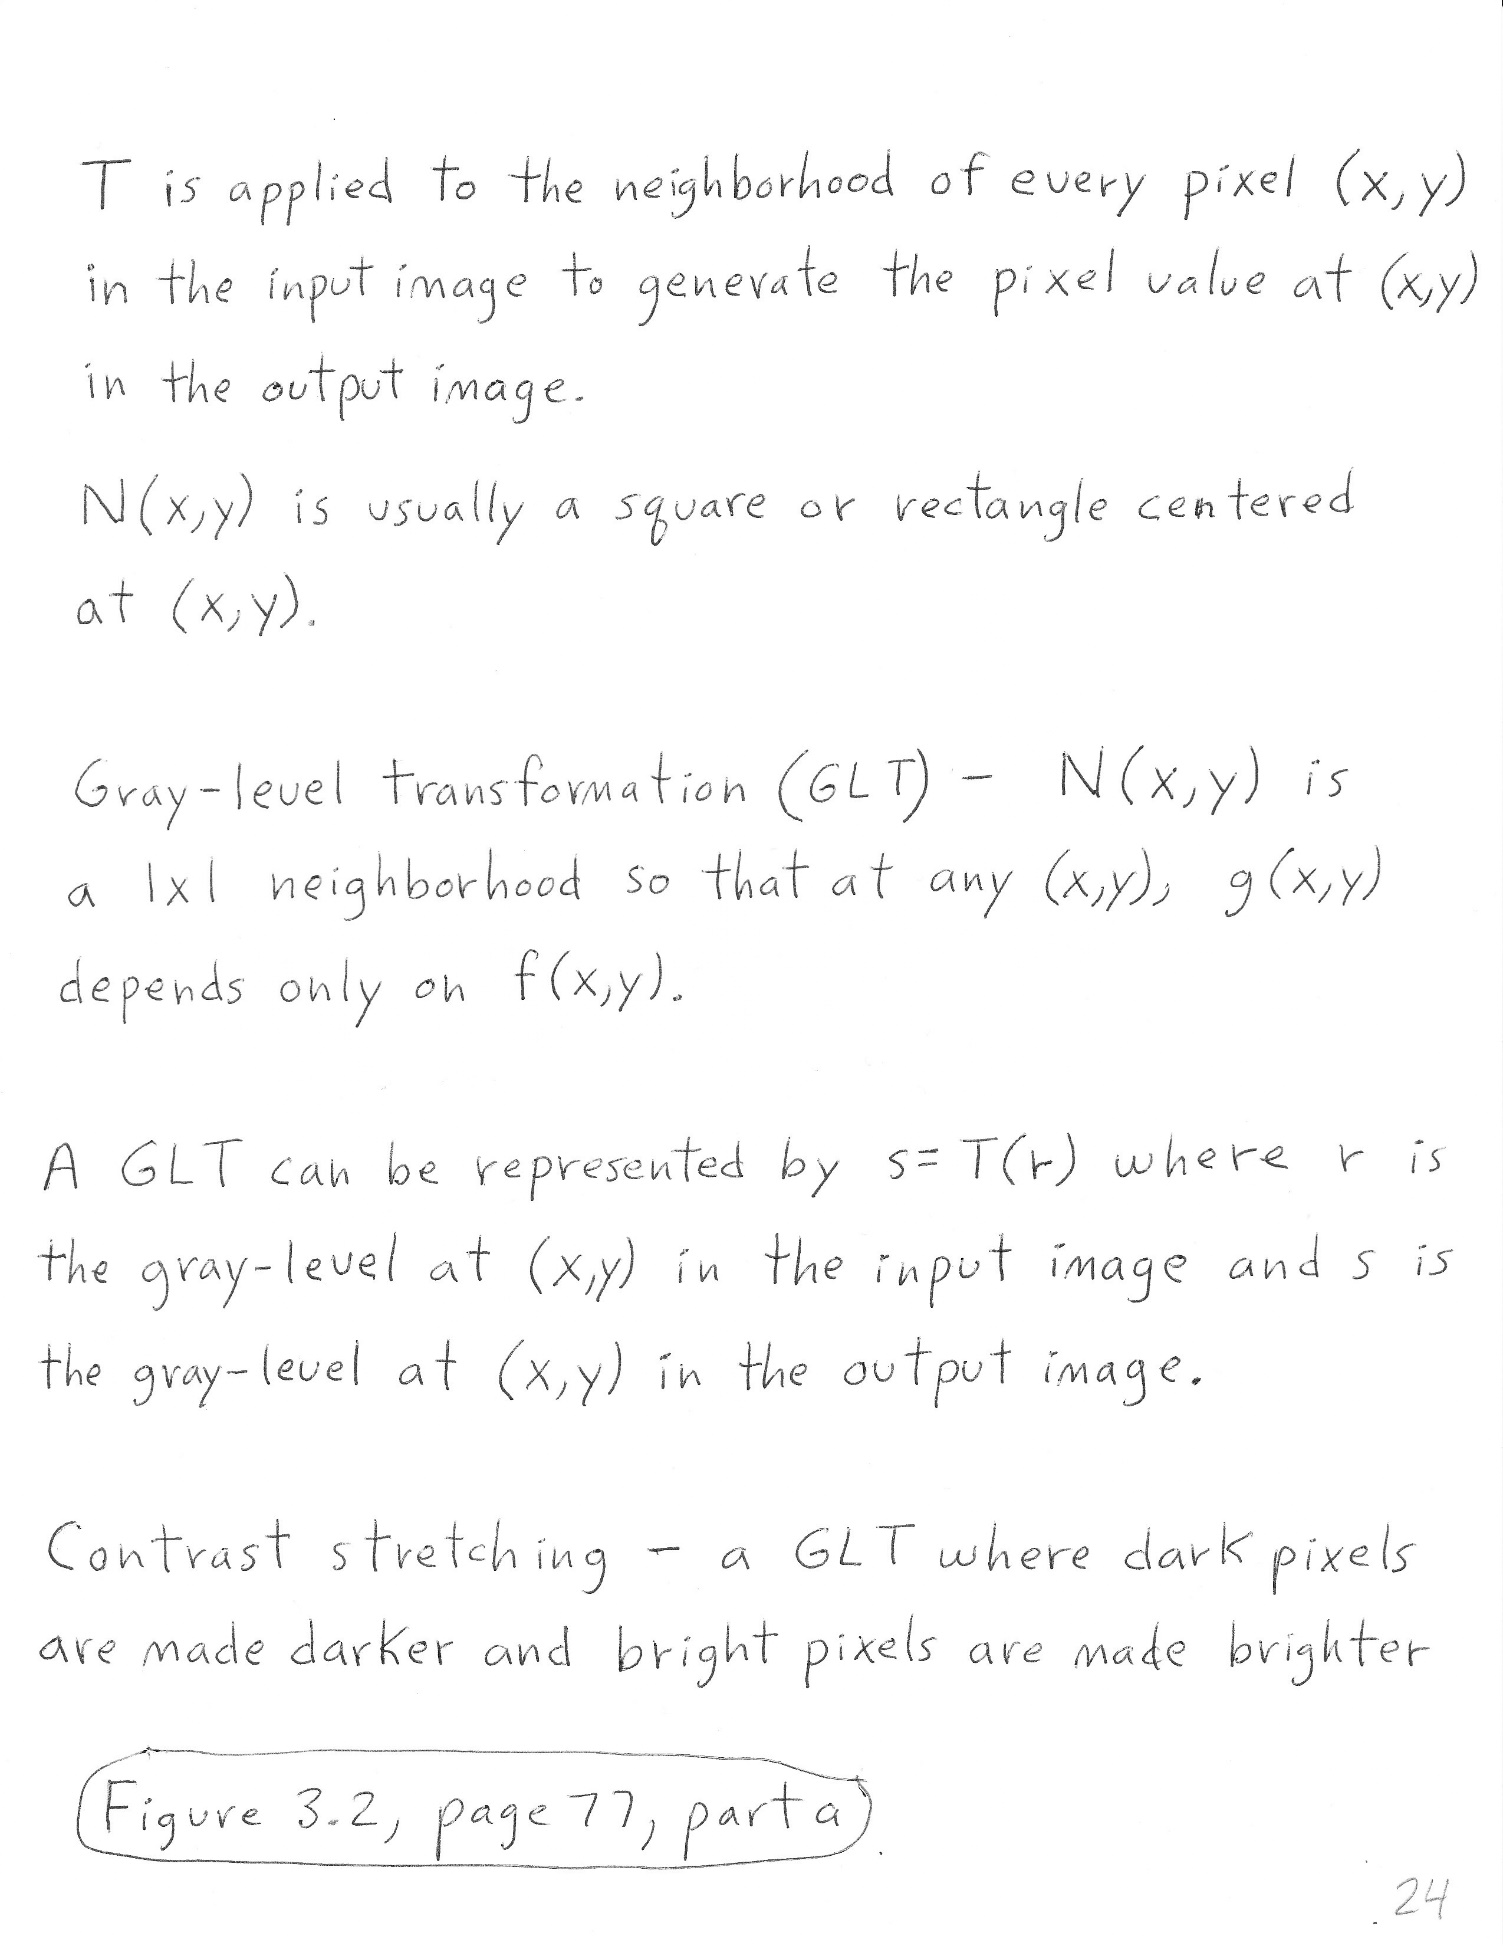 T is applied to the neighborhood of every pixel (x,y)
in the input image to generate the pixel value at (x,y)
in the output image.
N(x,y) is usually a square or rectangle centered
at (x,y).
Gray-level transformation (GLT) - N(x,y) is
a 1x1 neighborhood so that at any (x,y), g(x,y)
depends only on f(x,y).
A GLT can be represented by s=T(r) where r is
the gray-level at (x,y) in the input image and s is
the gray-level at (x,y) in the output image.
Contrast stretching - a GLT where dark pixels
are made darker and bright pixels are made brighter
Figure 3.2, page 77, part a
24